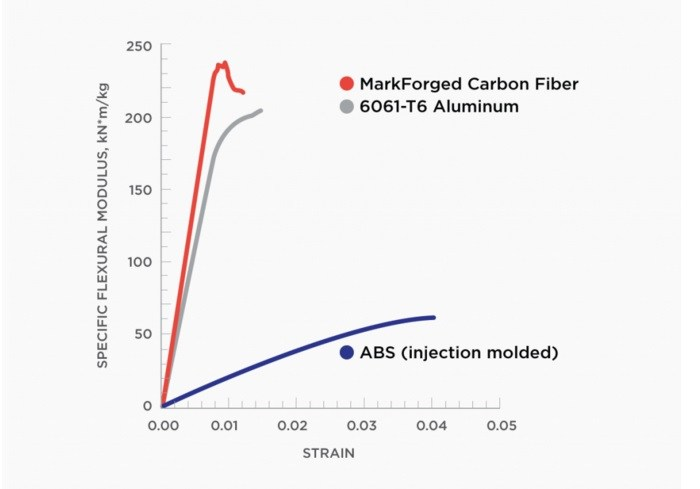 250
200
150
100
50
0
SPECIFIC FLEXURAL MODULUS, kN*m/kg
MarkForged Carbon Fiber
6061-T6 Aluminum
ABS (injection molded)
0.00 0.01 0.02 0.03 0.04 0.05
STRAIN